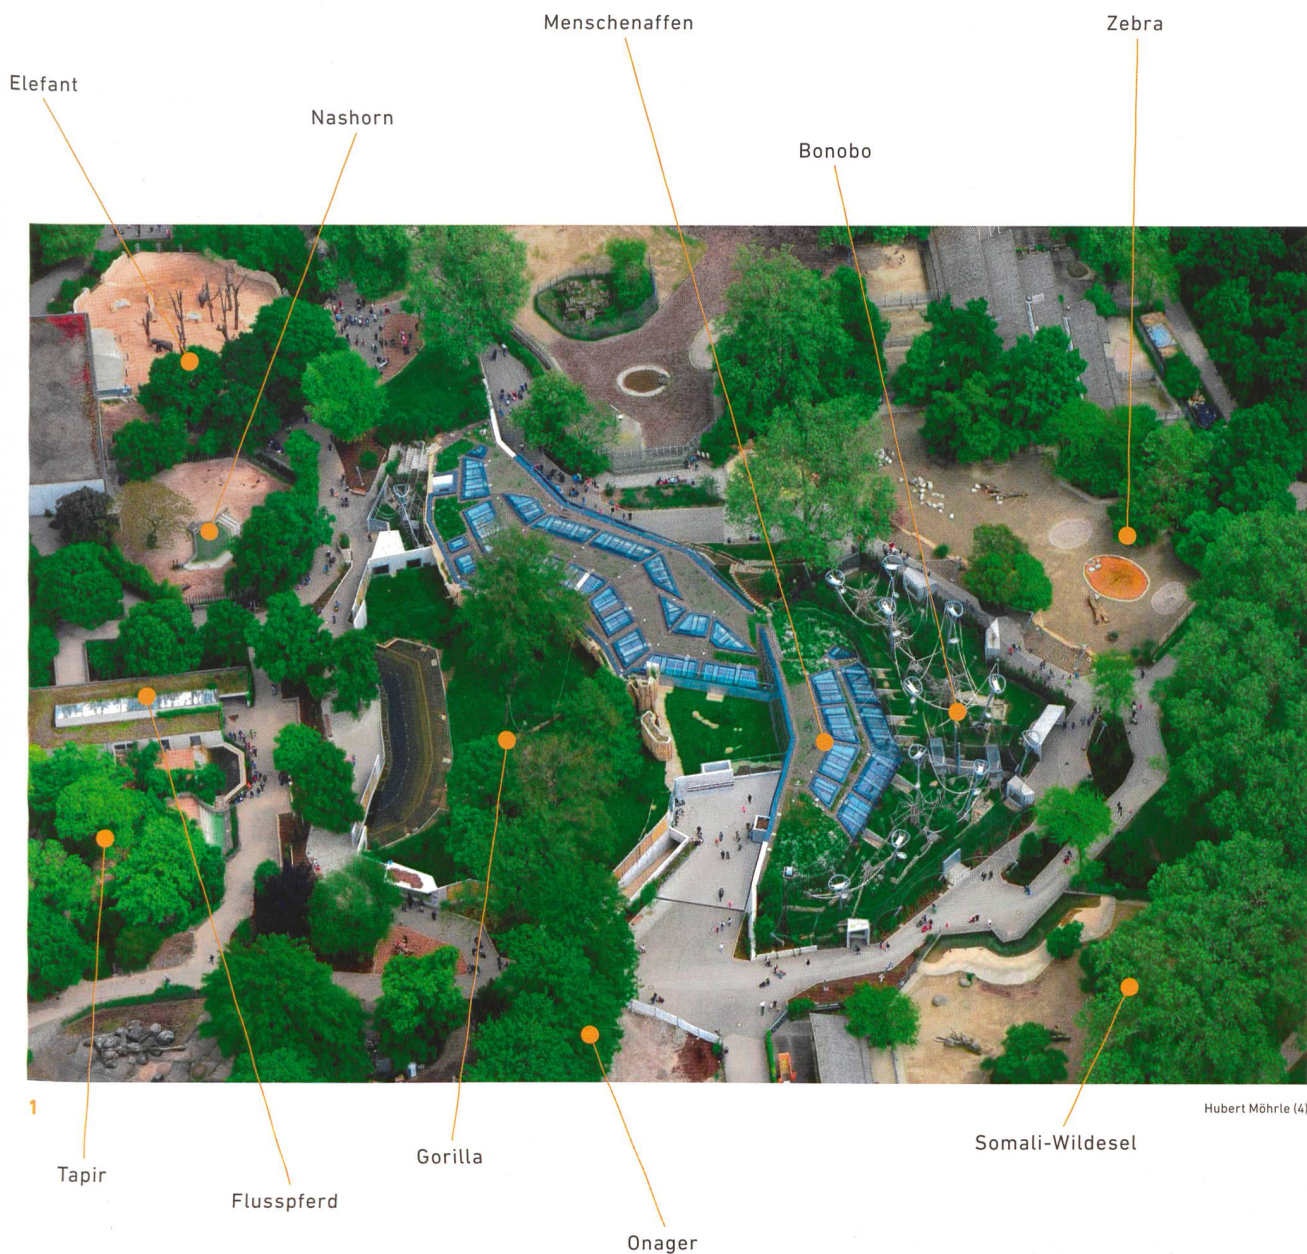 Menschenaffen
Zebra
Elefant
Nashorn
Bonobo
1
Hubert Möhrle (4)
Gorilla
Somali-Wildesel
Tapir
Flusspferd
Onager